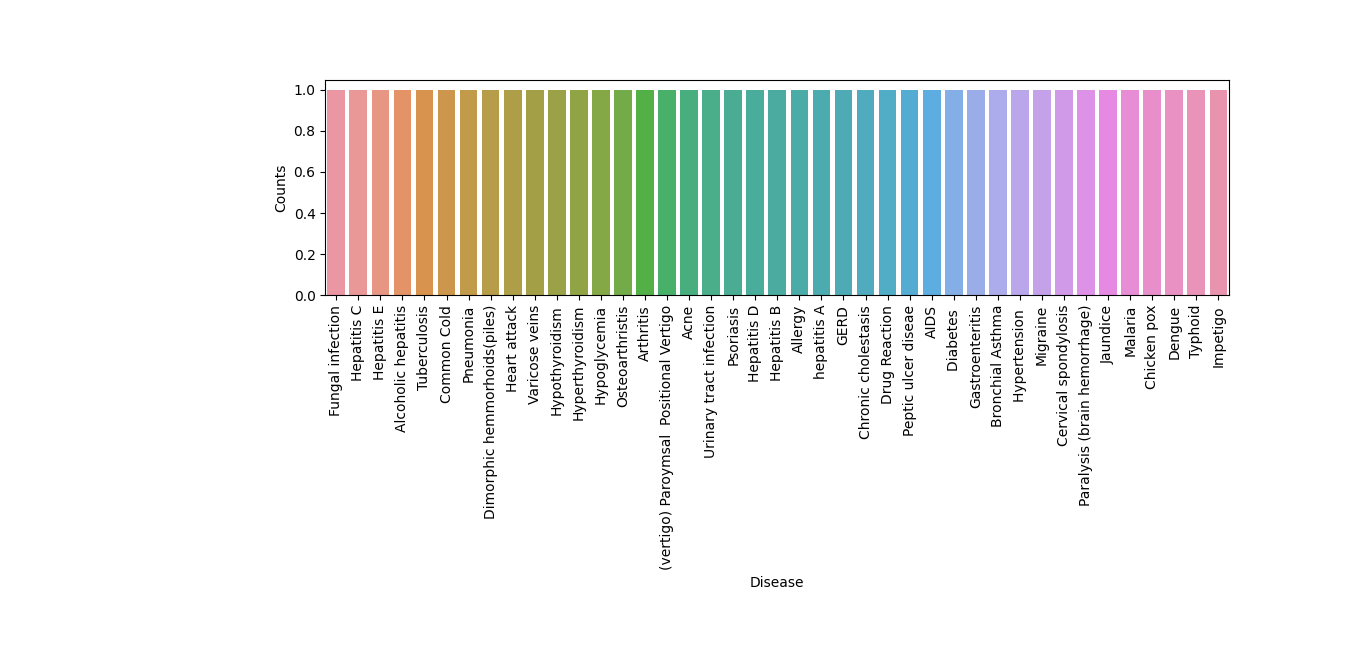 1.0
0.8
0.6
0.4
0.2
0.0
Counts
Fungal infection
Hepatitis C
Hepatitis E
Alcoholic hepatitis
Tuberculosis
Common Cold
Pneumonia
Dimorphic hemmorhoids(piles)
Heart attack
Varicose veins
Hypothyroidism
Hyperthyroidism
Hypoglycemia
Osteoarthristis
Arthritis
(vertigo) Paroymsal  Positional Vertigo
Acne
Urinary tract infection
Psoriasis
Hepatitis D
Hepatitis B
Allergy
hepatitis A
GERD
Chronic cholestasis
Drug Reaction
Peptic ulcer diseae
AIDS
Diabetes
Gastroenteritis
Bronchial Asthma
Hypertension
Migraine
Cervical spondylosis
Paralysis (brain hemorrhage)
Jaundice
Malaria
Chicken pox
Dengue
Typhoid
Impetigo
Disease